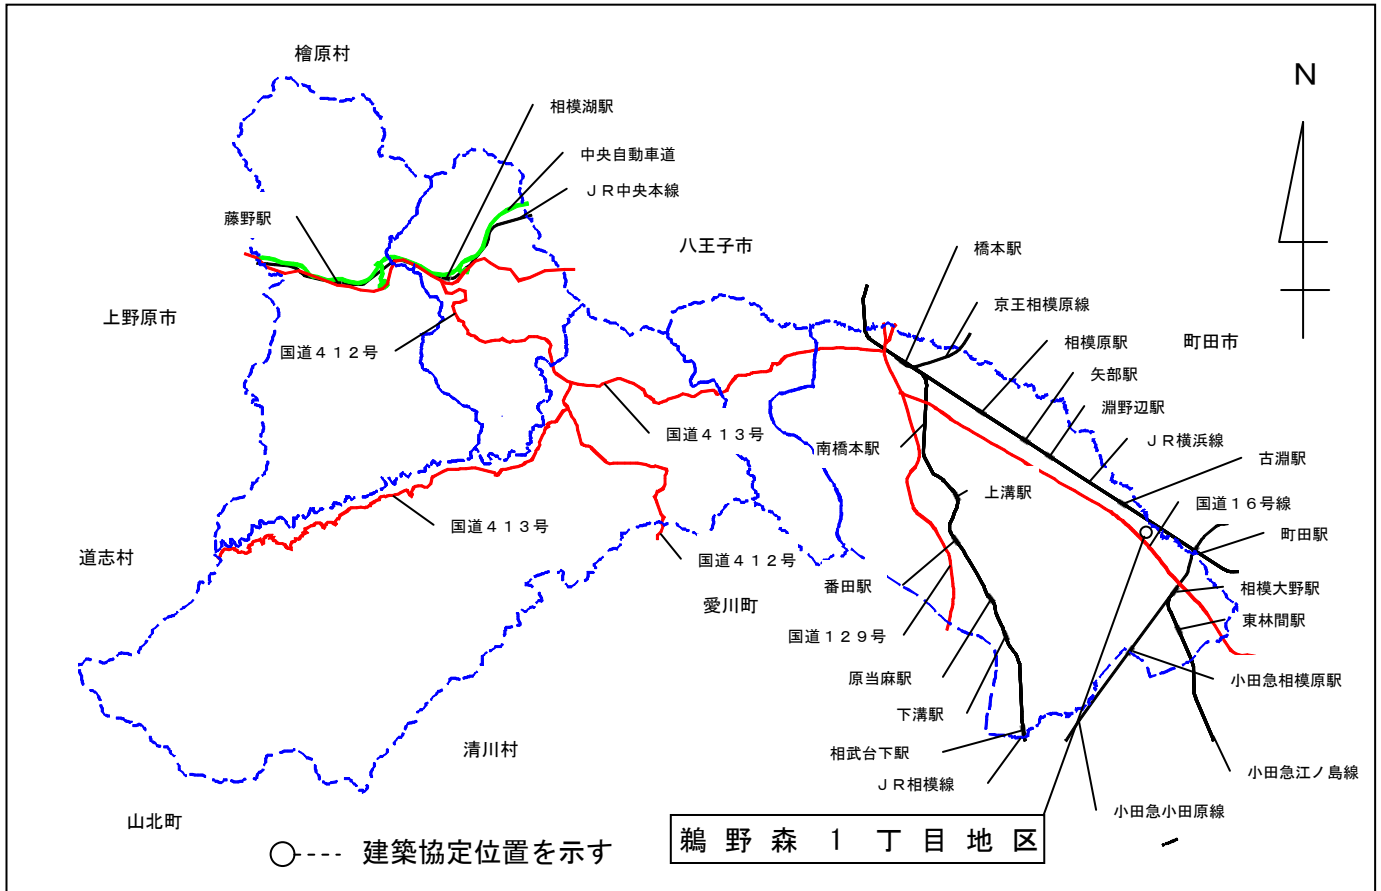 檜原村
N
相模湖駅
中央自動車道
ＪＲ中央本線
藤野駅
八王子市
橋本駅
京王相模原線
上野原市
相模原駅
町田市
国道４１２号
矢部駅
淵野辺駅
国道４１３号
南橋本駅
ＪＲ横浜線
古淵駅
上溝駅
国道１６号線
国道４１３号
町田駅
道志村
国道４１２号
番田駅
相模大野駅
愛川町
東林間駅
国道１２９号
原当麻駅
小田急相模原駅
下溝駅
清川村
相武台下駅
小田急江ノ島線
ＪＲ相模線
小田急小田原線
山北町
鵜野森１丁目地区
建築協定位置を示す